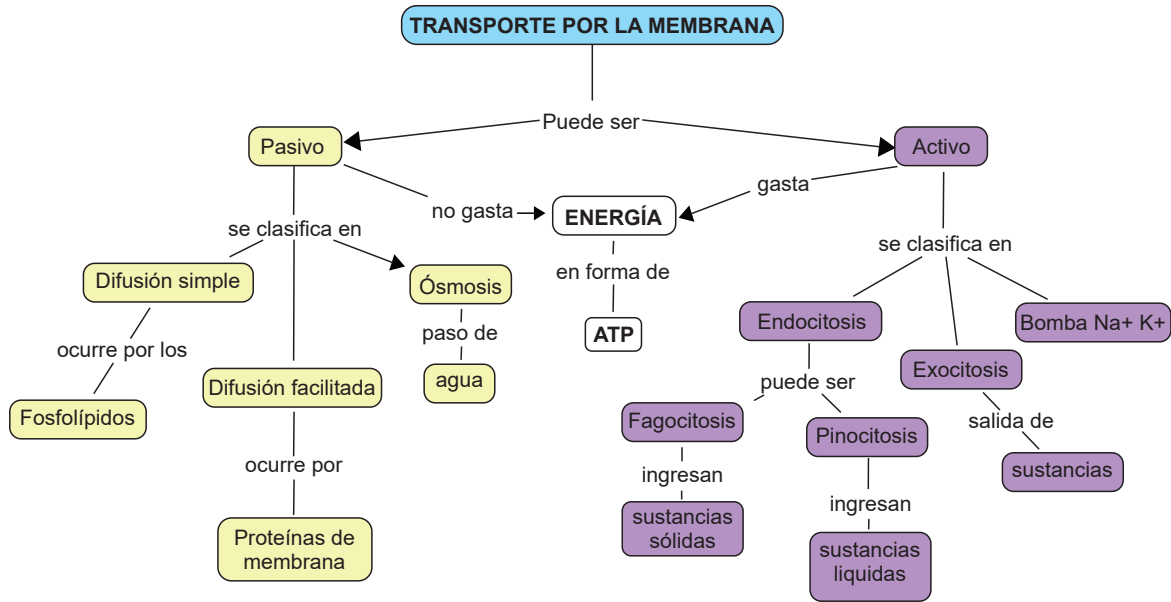 TRANSPORTE POR LA MEMBRANA
Puede ser
Pasivo
Activo
no gasta
gasta
ENERGÍA
en forma de
ATP
se clasifica en
Difusión simple
ocurre por los
Fosfolípidos
Difusión facilitada
ocurre por
Proteínas de
membrana
Ósmosis
paso de
agua
se clasifica en
Endocitosis
puede ser
Fagocitosis
ingresan
sustancias
sólidas
Pinocitosis
ingresan
sustancias
liquidas
Exocitosis
salida de
sustancias
Bomba Na+ K+